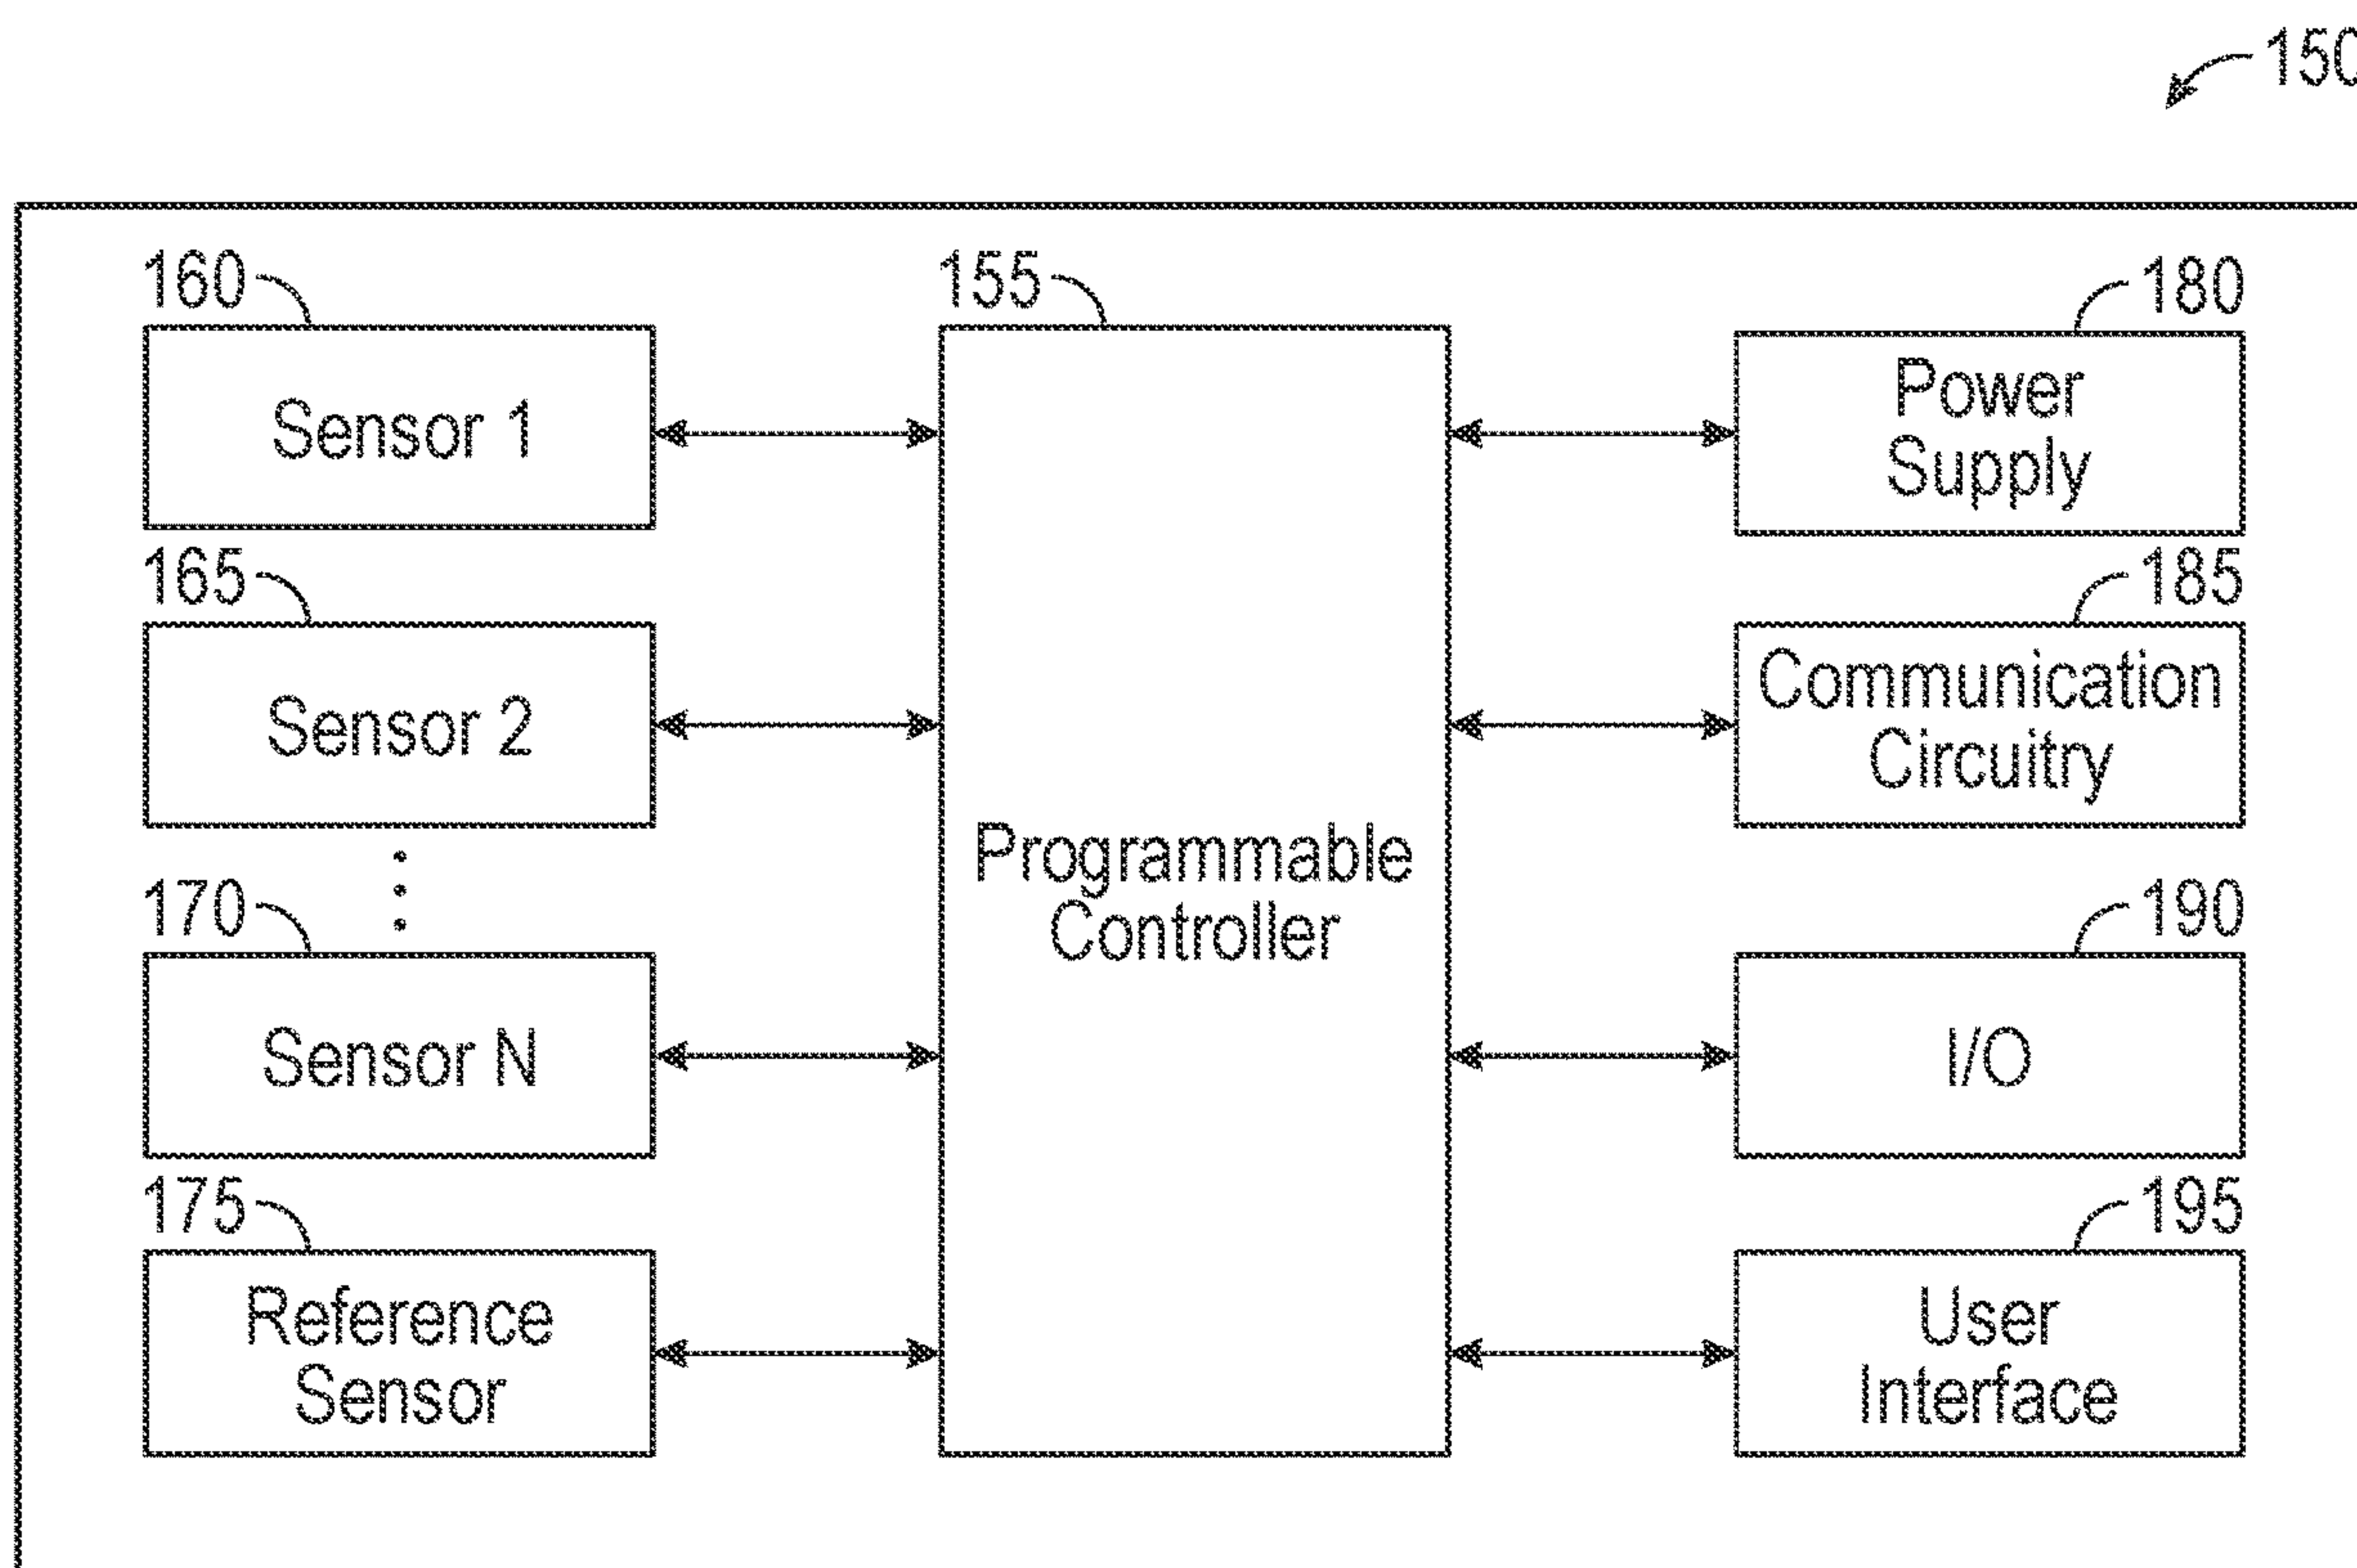 150
160
155
180
Sensor 1
Power
Supply
165
185
Sensor 2
Communication
Circuitry
Programmable
Controller
170
190
Sensor N
I/O
175
195
Reference
Sensor
User
Interface